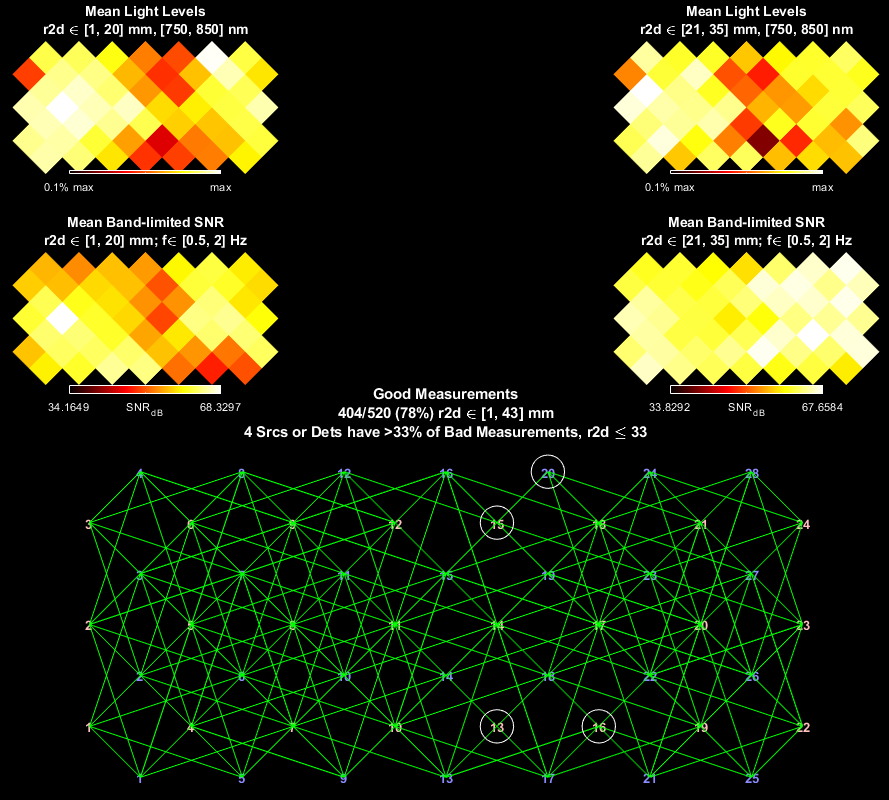 Mean Light Levels
r2d ∈ [1, 20] mm, [750, 850] nm
0.1% max
max
Mean Light Levels
r2d ∈ [21, 35] mm, [750, 850] nm
0.1% max
max
Mean Band-limited SNR
r2d ∈ [1, 20] mm; f∈ [0.5, 2] Hz
34.1649 SNR_dB 68.3297
Mean Band-limited SNR
r2d ∈ [21, 35] mm; f∈ [0.5, 2] Hz
33.8292 SNR_dB 67.6584
Good Measurements
404/520 (78%) r2d ∈ [1, 43] mm
4 Srcs or Dets have >33% of Bad Measurements, r2d ≤ 33
4 8 12 16 20 24 28
3 6 9 12 15 18 21 24
3 7 11 15 19 23 27
2 5 8 11 14 17 20 23
2 6 10 14 18 22 26
1 4 7 10 13 16 19 22
1 5 9 13 17 21 25